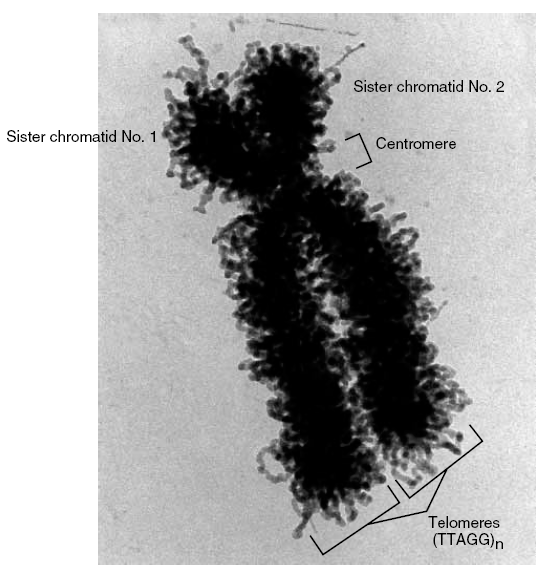 Sister chromatid No. 2
Sister chromatid No. 1
Centromere
Telomeres
(TTAGG)n